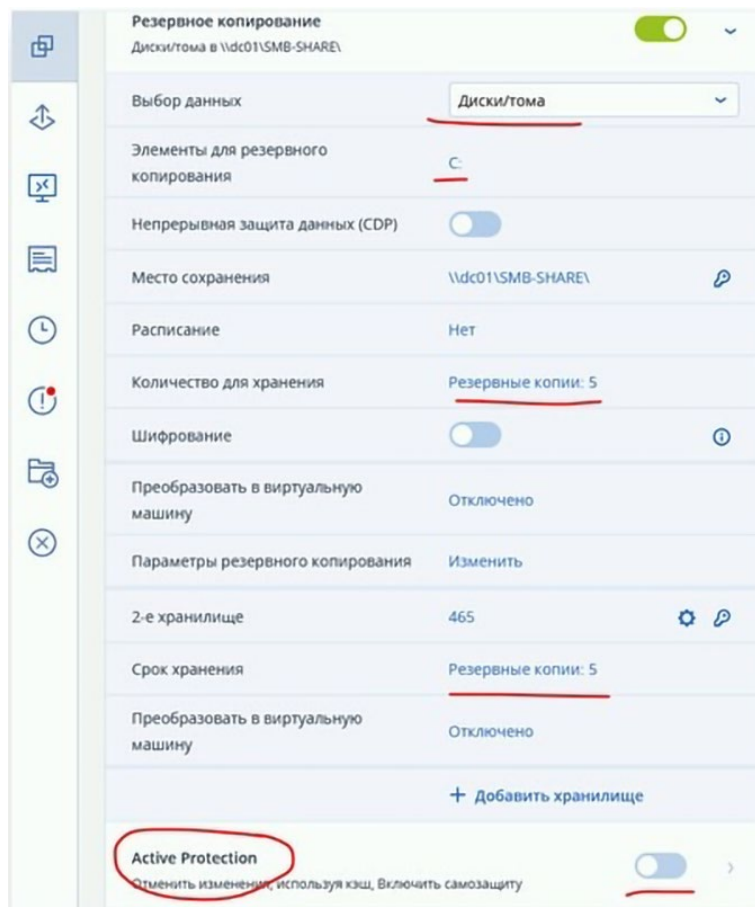 Резервное копирование
Диски/тома в \\dc01\SMB-SHARE\
Выбор данных
Диски/тома
Элементы для резервного
копирования
C:
Непрерывная защита данных (CDP)
Место сохранения
\\dc01\SMB-SHARE\
Расписание
Нет
Количество для хранения
Резервные копии: 5
Шифрование
Преобразовать в виртуальную
машину
Отключено
Параметры резервного копирования
Изменить
2-е хранилище
465
Срок хранения
Резервные копии: 5
Преобразовать в виртуальную
машину
Отключено
+ Добавить хранилище
Active Protection
Отменить изменения, используя кэш, Включить самозащиту